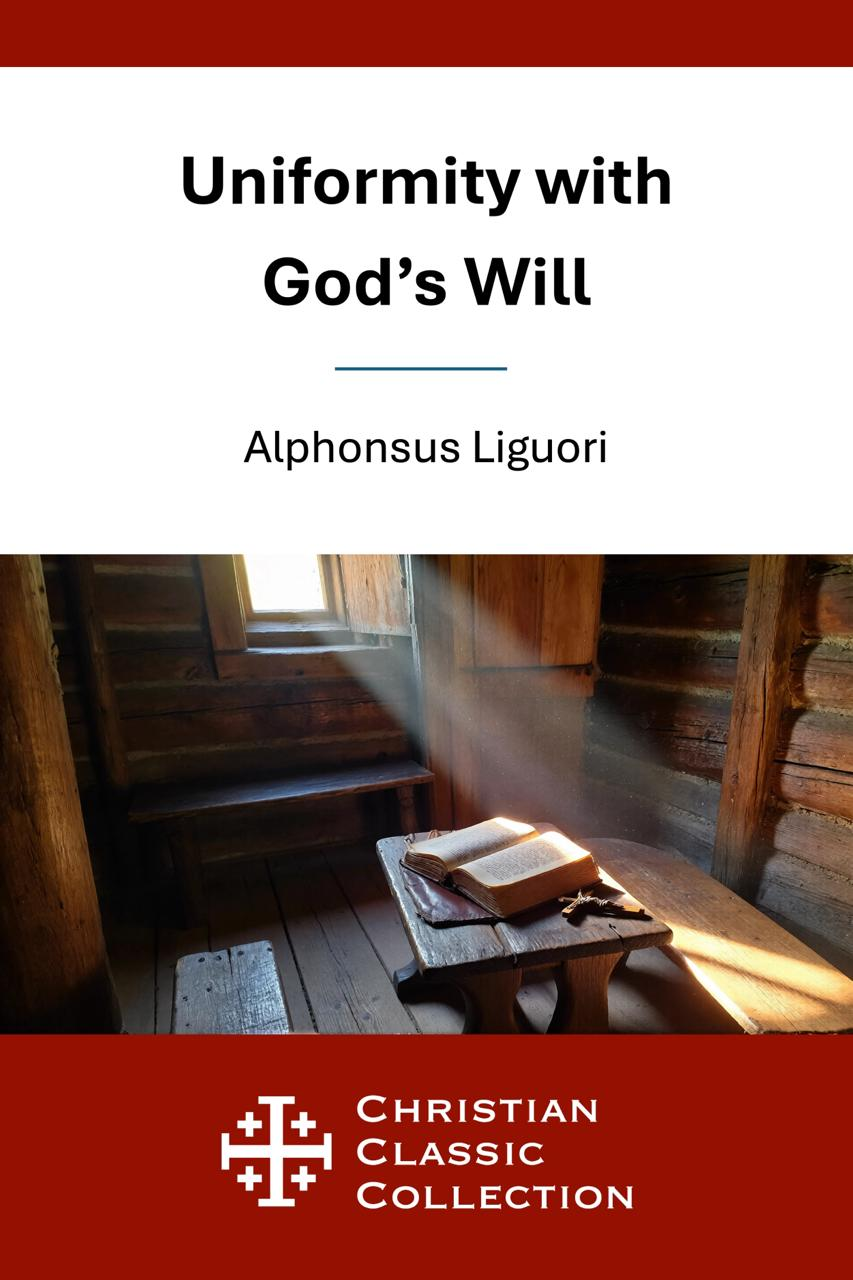 Uniformity with
God’s Will
Alphonsus Liguori
CHRISTIAN
CLASSIC
COLLECTION